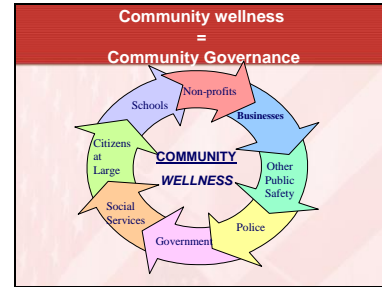 Community wellness
=
Community Governance
Non-profits
Businesses
Other
Public
Safety
Police
Government
Social
Services
Citizens
at
Large
Schools
COMMUNITY
WELLNESS